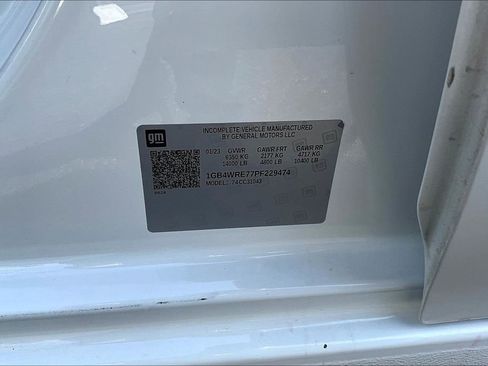 gm
INCOMPLETE VEHICLE MANUFACTURED
BY GENERAL MOTORS LLC
01/23 GVWR GAWR FRT GAWR RR
6350 KG 2177 KG 4717 KG
14000 LB 4800 LB 10400 LB
1GB4WRE77PF229474
MODEL: